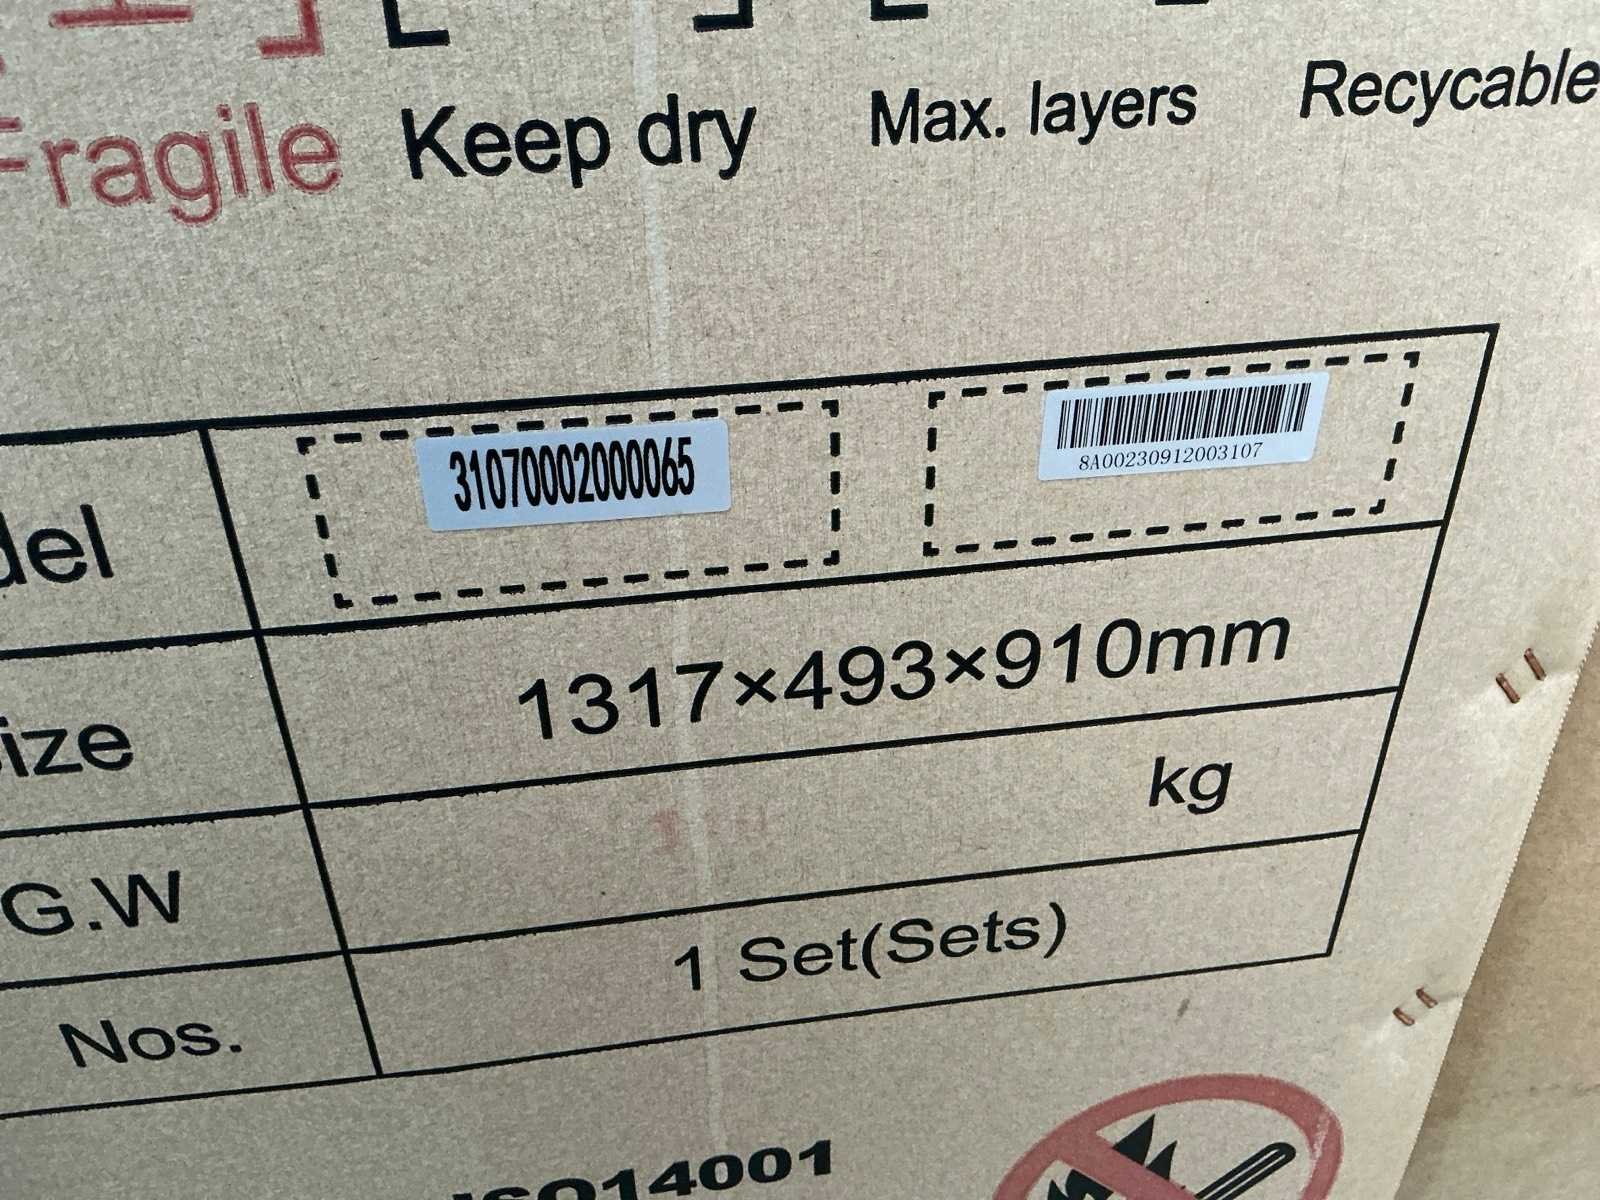 Fragile Keep dry Max. layers Recycable
del 31070002000065 8A00230912003107
ize 1317×493×910mm
G.W kg
Nos. 1 Set(Sets)
ISO14001